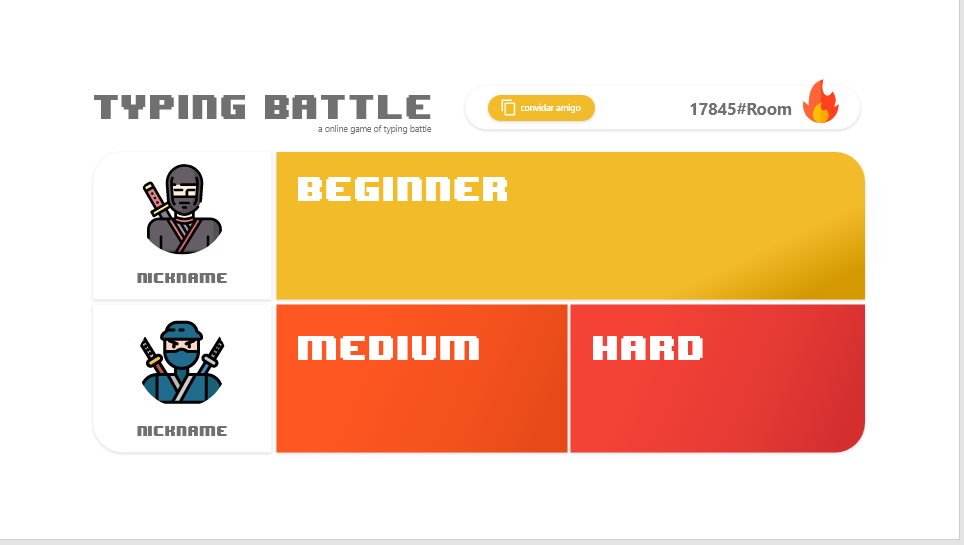 TYPING BATTLE
a online game of typing battle
convidar amigo
17845#Room
NICKNAME
BEGINNER
NICKNAME
MEDIUM
HARD